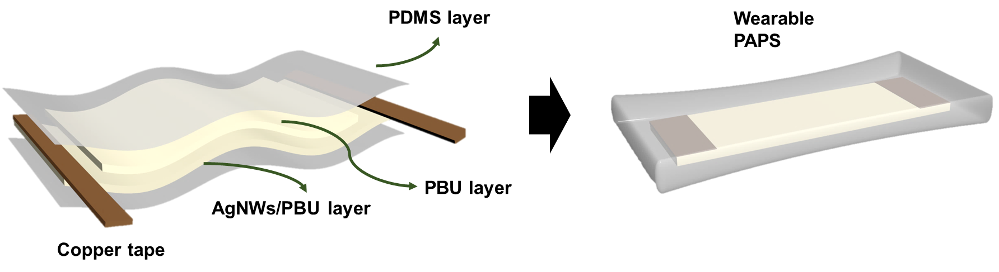 PDMS layer
Wearable
PAPS
PBU layer
AgNWs/PBU layer
Copper tape